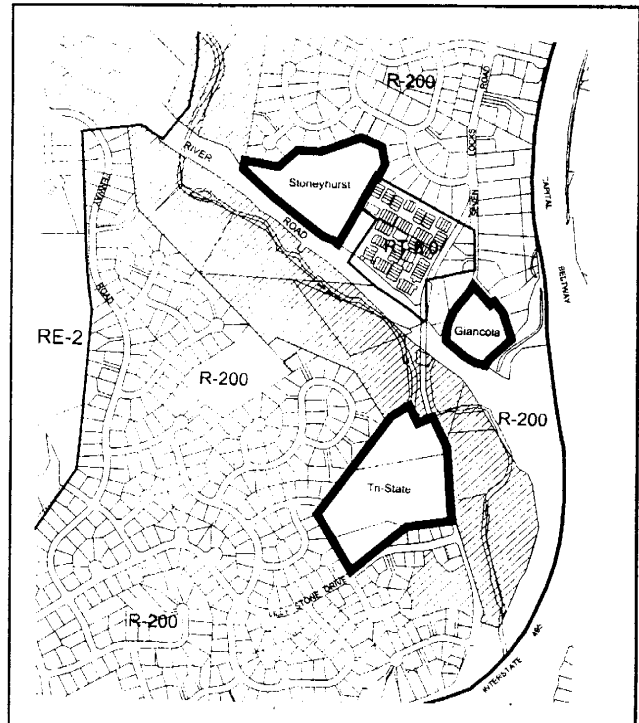 R-200
ROAD
LOCKS
RIVER
ROAD
Stoneyhurst
CAPITAL
BELTWAY
Giancola
RE-2
R-200
R-200
Tri-State
STONE DRIVE
R-200
INTERSTATE